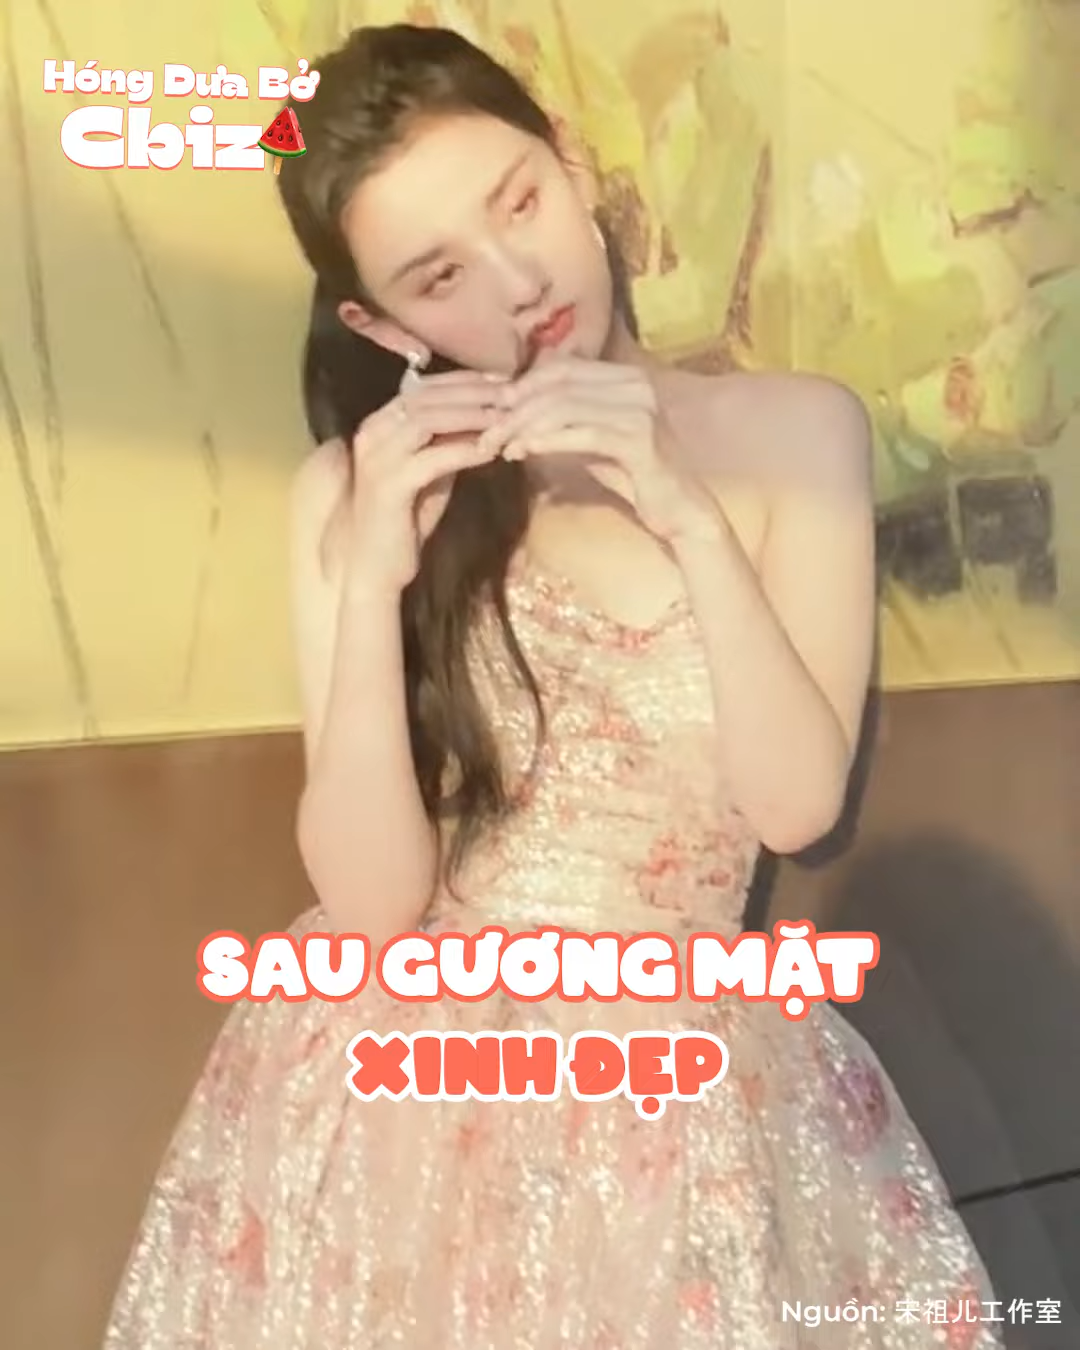 Hóng Dưa Bở
Cbiz
SAU GƯƠNG MẶT
XINH ĐẸP
Nguồn: 宋祖儿工作室